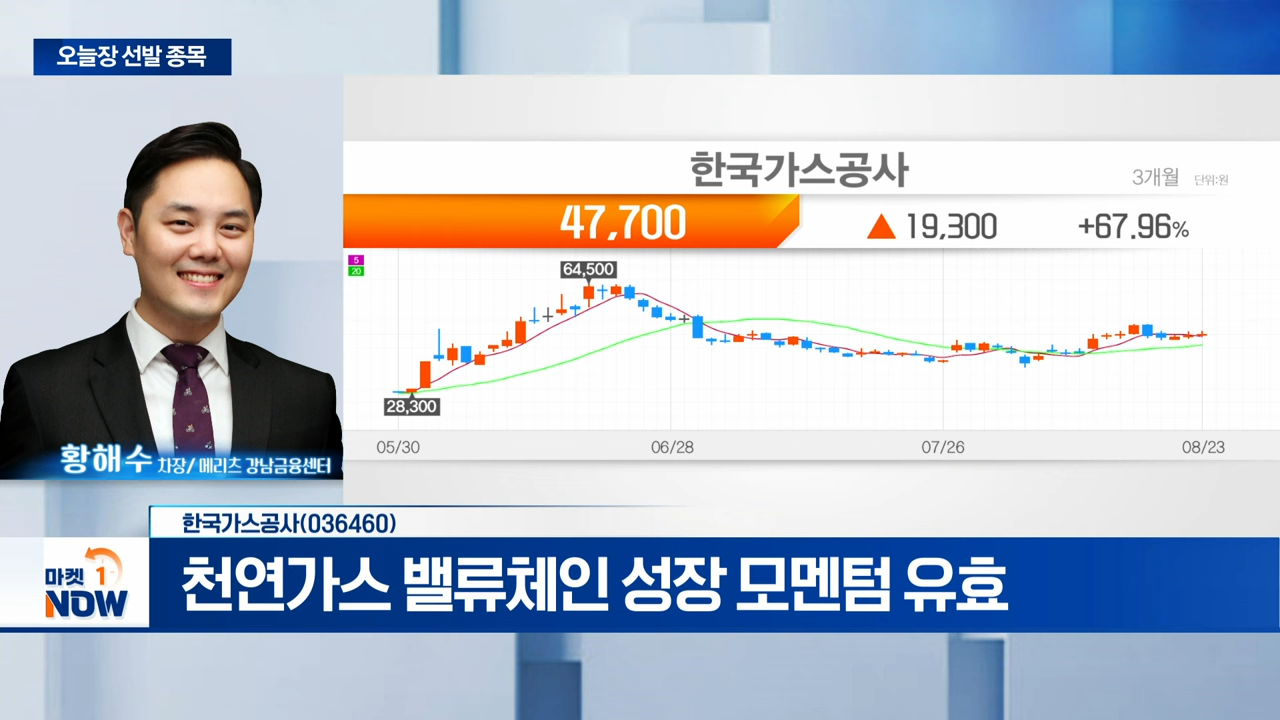 오늘장 선발 종목
한국가스공사
3개월 단위:원
47,700 ▲ 19,300 +67.96%
5
20
64,500
28,300
05/30 06/28 07/26 08/23
황해수 차장/ 메리츠 강남금융센터
한국가스공사(036460)
마켓 1
NOW
천연가스 밸류체인 성장 모멘텀 유효